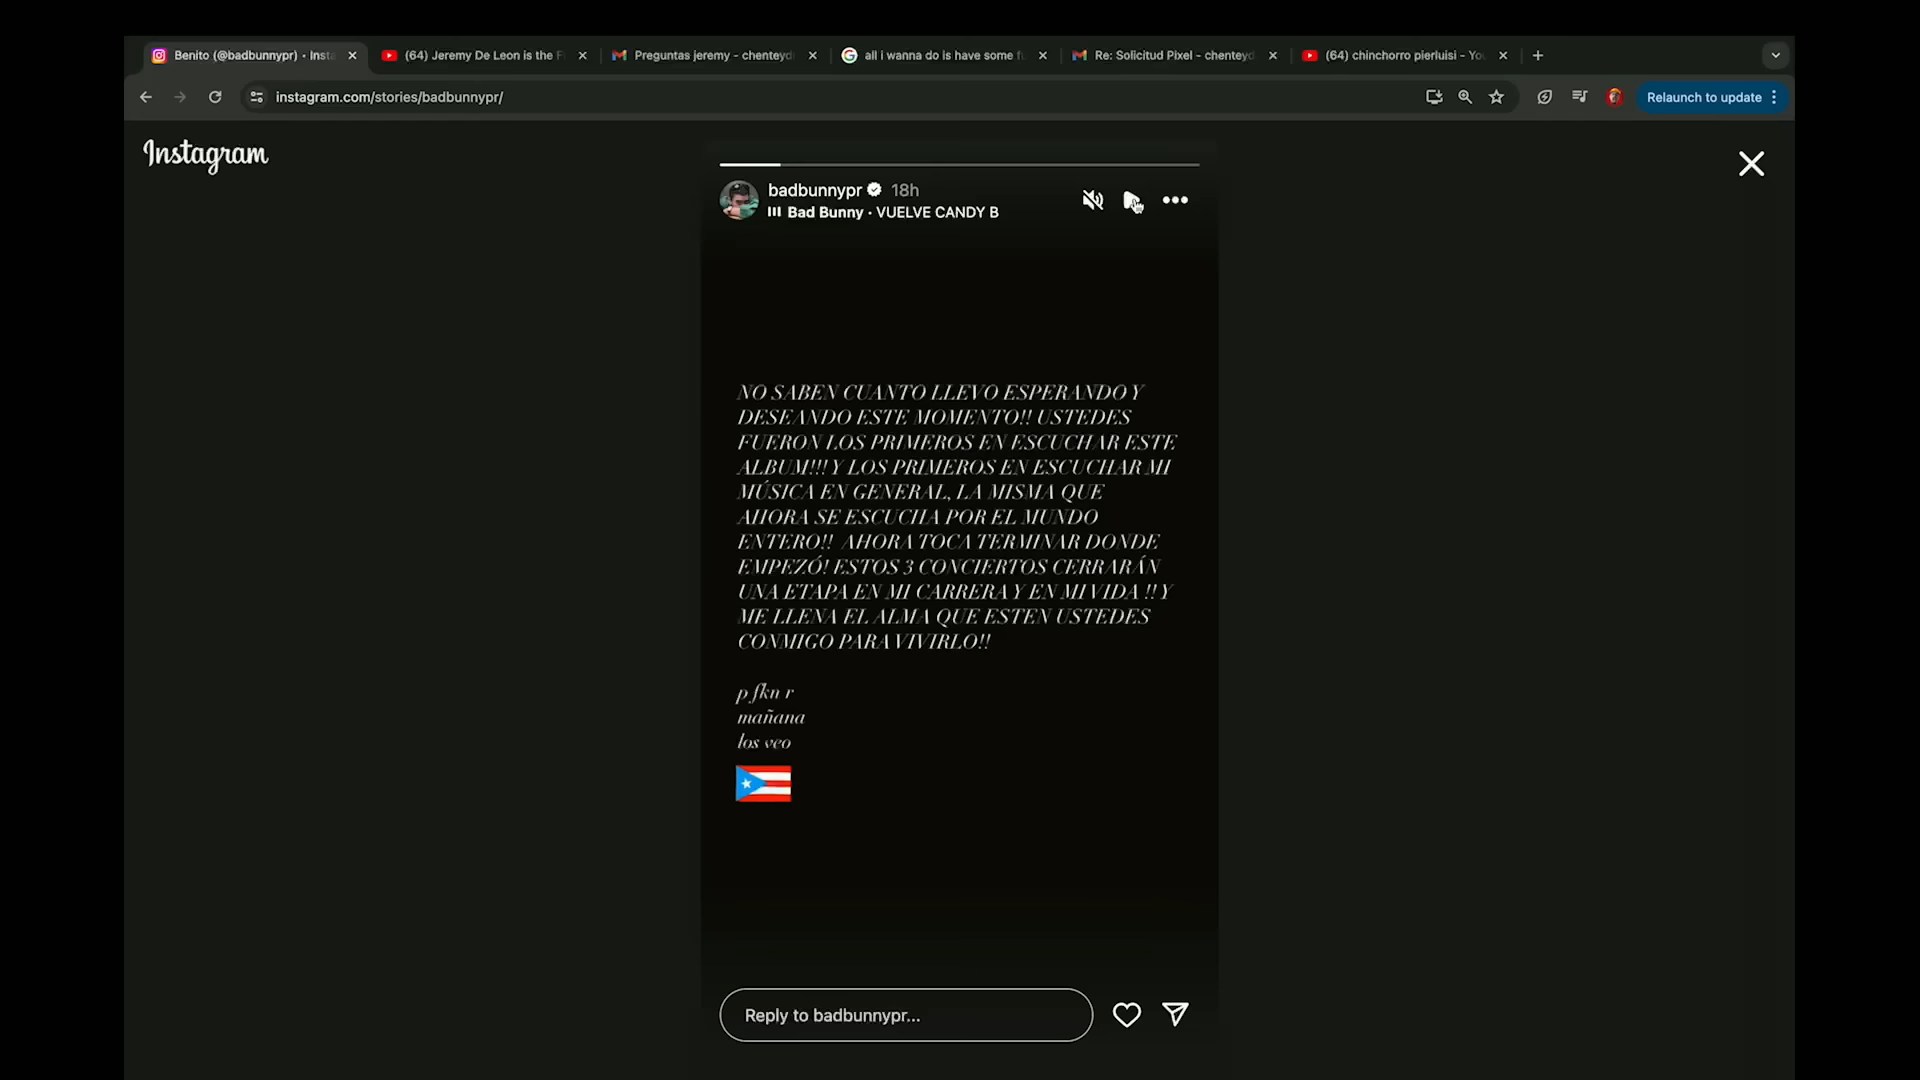 Benito (@badbunnypr) • Insta
(64) Jeremy De Leon is the F
Preguntas jeremy - chenteyd
all i wanna do is have some f
Re: Solicitud Pixel - chenteyd
(64) chinchorro pierluisi - Yo
instagram.com/stories/badbunnypr/
Relaunch to update
Instagram
badbunnypr 18h
Bad Bunny • VUELVE CANDY B
NO SABEN CUANTO LLEVO ESPERANDO Y
DESEANDO ESTE MOMENTO!! USTEDES
FUERON LOS PRIMEROS EN ESCUCHAR ESTE
ALBUM!!! Y LOS PRIMEROS EN ESCUCHAR MI
MÚSICA EN GENERAL, LA MISMA QUE
AHORA SE ESCUCHA POR EL MUNDO
ENTERO!! AHORA TOCA TERMINAR DONDE
EMPEZÓ! ESTOS 3 CONCIERTOS CERRARÁN
UNA ETAPA EN MI CARRERA Y EN MI VIDA !! Y
ME LLENA EL ALMA QUE ESTEN USTEDES
CONMIGO PARA VIVIRLO!!
p fkn r
mañana
los veo
Reply to badbunnypr...